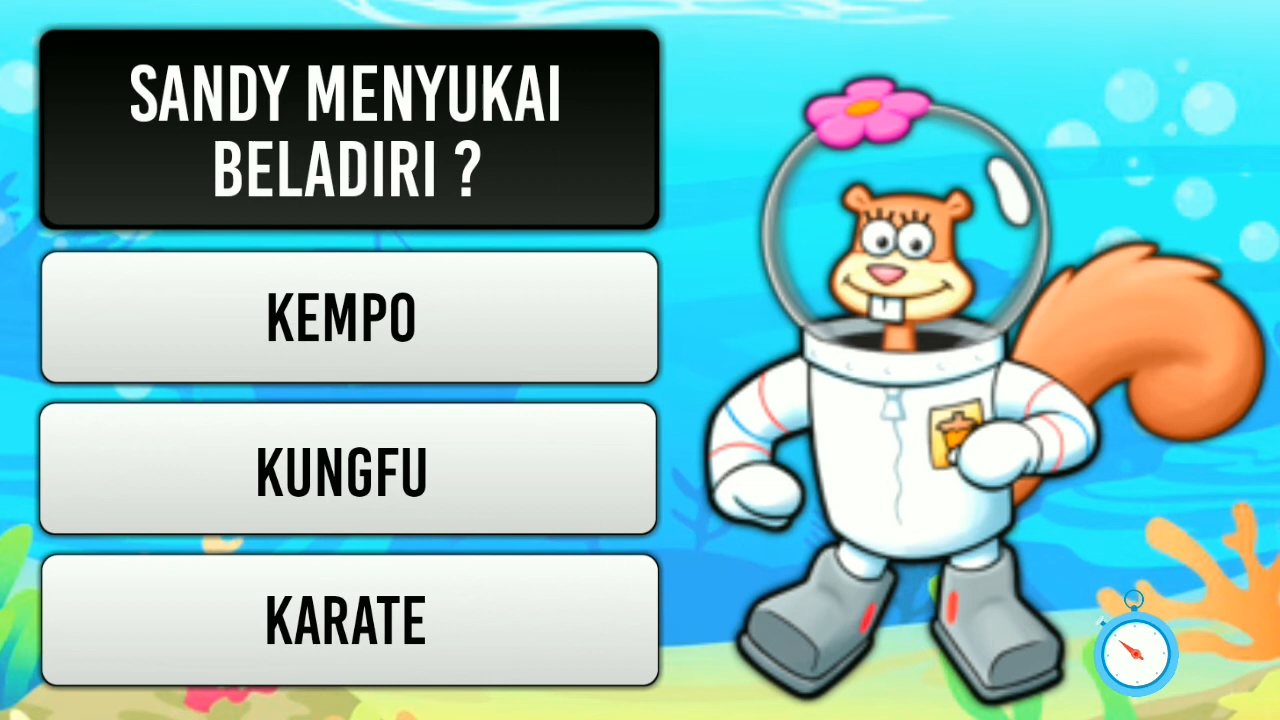 SANDY MENYUKAI
BELADIRI ?
KEMPO
KUNGFU
KARATE